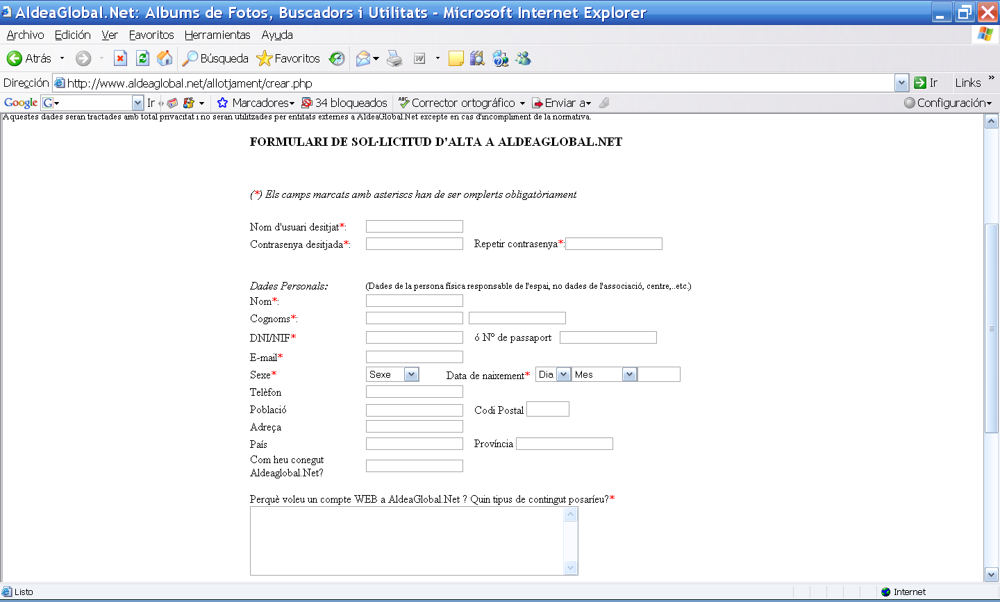 AldeaGlobal.Net: Albums de Fotos, Buscadors i Utilitats - Microsoft Internet Explorer
Archivo Edición Ver Favoritos Herramientas Ayuda
Atrás Búsqueda Favoritos
Dirección http://www.aldeaglobal.net/allotjament/crear.php Ir Links »
Google G Ir Marcadores 34 bloqueados ABC Corrector ortográfico Enviar a Configuración
Aquestes dades seran tractades amb total privacitat i no seran utilitzades per entitats externes a AldeaGlobal.Net excepte en cas d'incompliment de la normativa.
FORMULARI DE SOL·LICITUD D'ALTA A ALDEAGLOBAL.NET
(*) Els camps marcats amb asteriscs han de ser omplerts obligatòriament
Nom d'usuari desitjat*:
Contrasenya desitjada*: Repetir contrasenya*:
Dades Personals: (Dades de la persona física responsable de l'espai, no dades de l'associació, centre,..etc.)
Nom*:
Cognoms*:
DNI/NIF* ó Nº de passaport
E-mail*
Sexe* Sexe Data de naixement* Dia Mes
Telèfon
Població Codi Postal
Adreça
País Província
Com heu conegut
Aldeaglobal.Net?
Perquè voleu un compte WEB a AldeaGlobal.Net ? Quin tipus de contingut posaríeu?*
Listo Internet